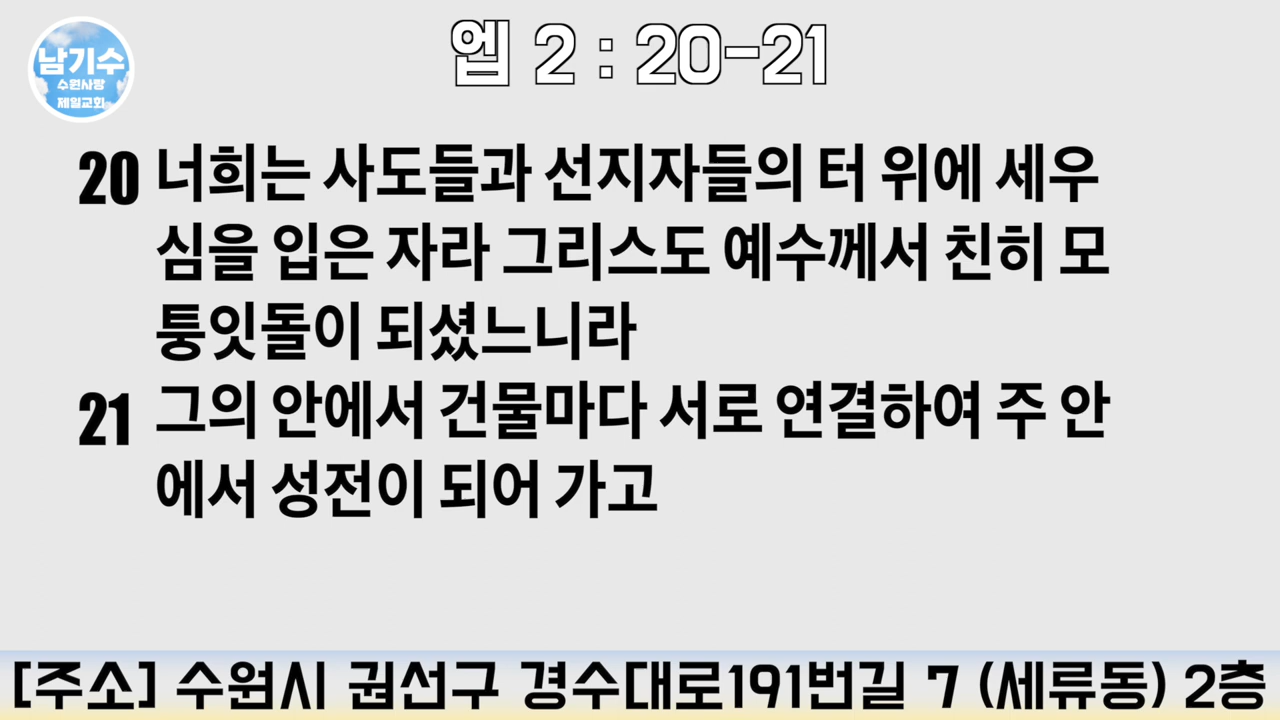 남기수
수원사랑
제일교회
엡 2 : 20-21
20 너희는 사도들과 선지자들의 터 위에 세우
심을 입은 자라 그리스도 예수께서 친히 모
퉁잇돌이 되셨느니라
21 그의 안에서 건물마다 서로 연결하여 주 안
에서 성전이 되어 가고
[주소] 수원시 권선구 경수대로191번길 7 (세류동) 2층